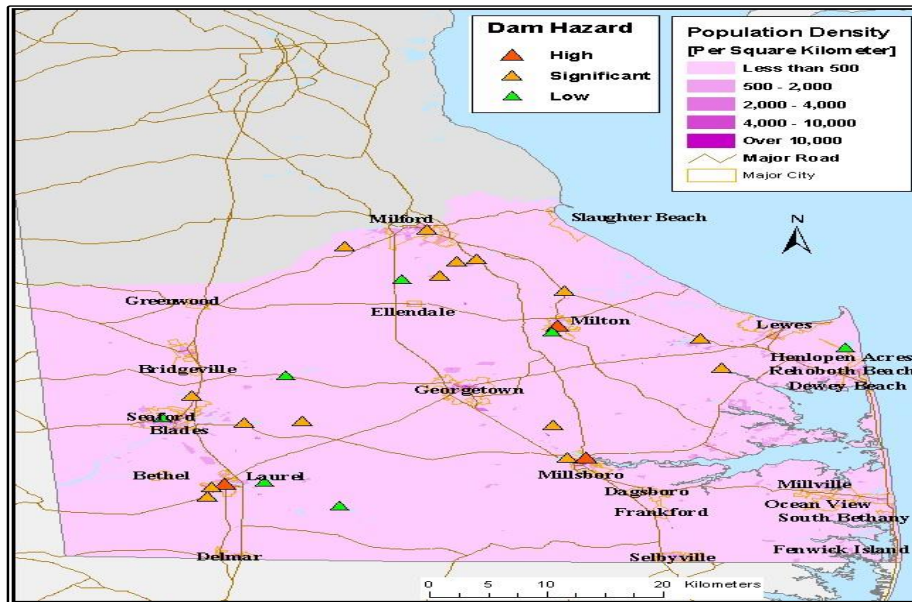 Dam Hazard
High
Significant
Low
Population Density
[Per Square Kilometer]
Less than 500
500 - 2,000
2,000 - 4,000
4,000 - 10,000
Over 10,000
Major Road
Major City
N
Milford
Slaughter Beach
Greenwood
Ellendale
Milton
Lewes
Bridgeville
Henlopen Acres
Rehoboth Beach
Dewey Beach
Georgetown
Seaford
Blades
Bethel
Laurel
Millsboro
Dagsboro
Frankford
Millville
Ocean View
South Bethany
Delmar
Selbyville
Fenwick Island
0 5 10 20 Kilometers